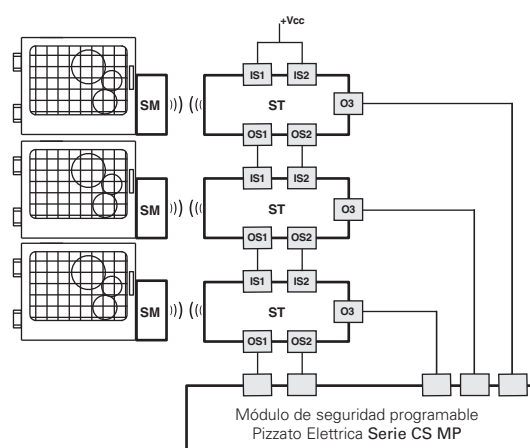 +Vcc
IS1 IS2
SM ST O3
OS1 OS2
IS1 IS2
SM ST O3
OS1 OS2
IS1 IS2
SM ST O3
OS1 OS2
Módulo de seguridad programable
Pizzato Elettrica Serie CS MP